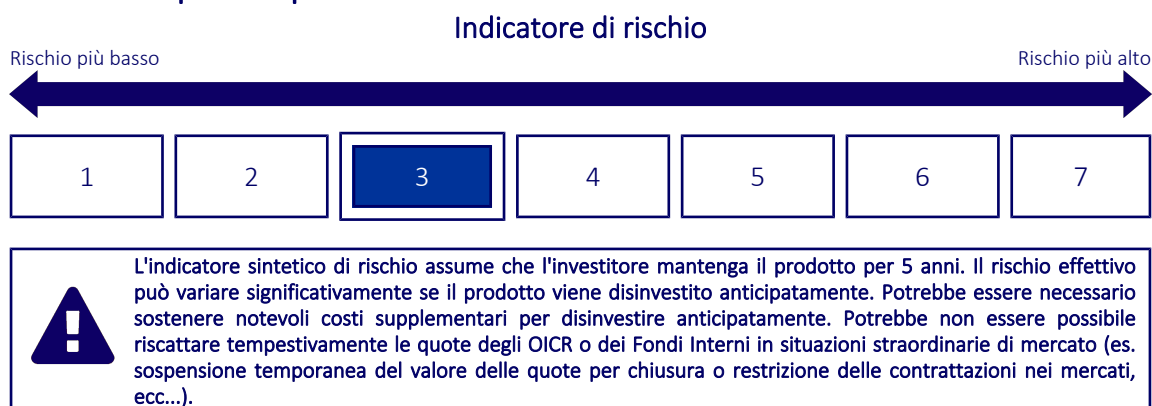 Indicatore di rischio
Rischio più basso
Rischio più alto
1 2 3 4 5 6 7
L'indicatore sintetico di rischio assume che l'investitore mantenga il prodotto per 5 anni. Il rischio effettivo
può variare significativamente se il prodotto viene disinvestito anticipatamente. Potrebbe essere necessario
sostenere notevoli costi supplementari per disinvestire anticipatamente. Potrebbe non essere possibile
riscattare tempestivamente le quote degli OICR o dei Fondi Interni in situazioni straordinarie di mercato (es.
sospensione temporanea del valore delle quote per chiusura o restrizione delle contrattazioni nei mercati,
ecc...).